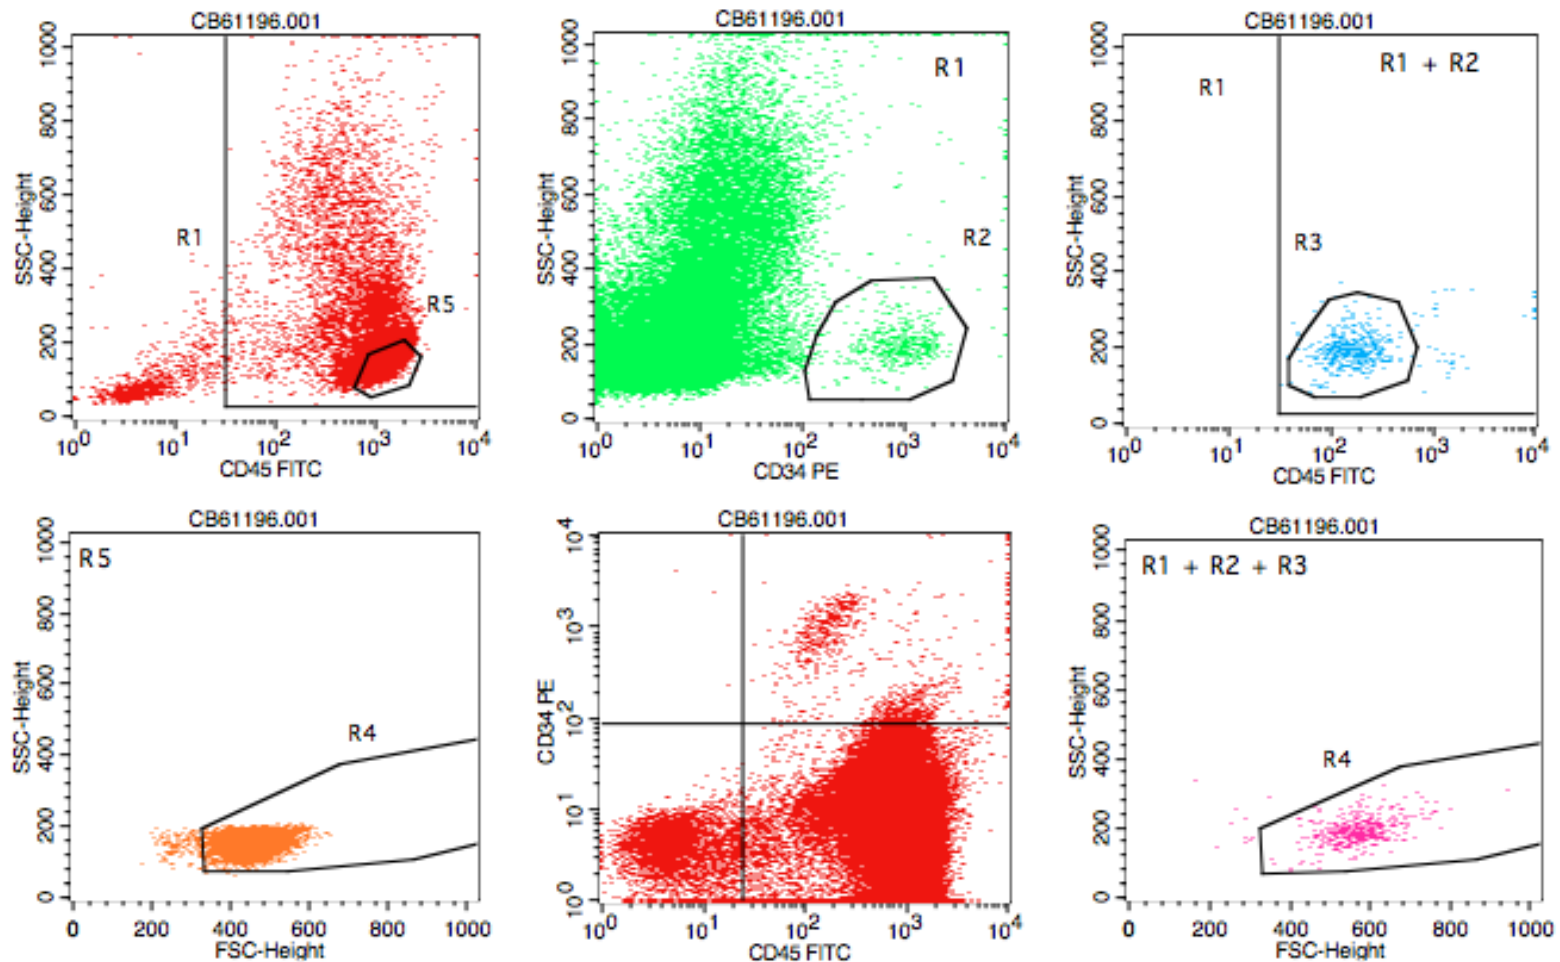 CB61196.001
1000
800
600
400
200
0
SSC-Height
R1
R5
10^0 10^1 10^2 10^3 10^4
CD45 FITC
CB61196.001
1000
800
600
400
200
0
SSC-Height
R1
R2
10^0 10^1 10^2 10^3 10^4
CD34 PE
CB61196.001
1000
800
600
400
200
0
SSC-Height
R1 + R2
R1
R3
10^0 10^1 10^2 10^3 10^4
CD45 FITC
CB61196.001
1000
800
600
400
200
0
SSC-Height
R5
R4
0 200 400 600 800 1000
FSC-Height
CB61196.001
10^4
10^3
10^2
10^1
10^0
CD34 PE
10^0 10^1 10^2 10^3 10^4
CD45 FITC
CB61196.001
1000
800
600
400
200
0
SSC-Height
R1 + R2 + R3
R4
0 200 400 600 800 1000
FSC-Height